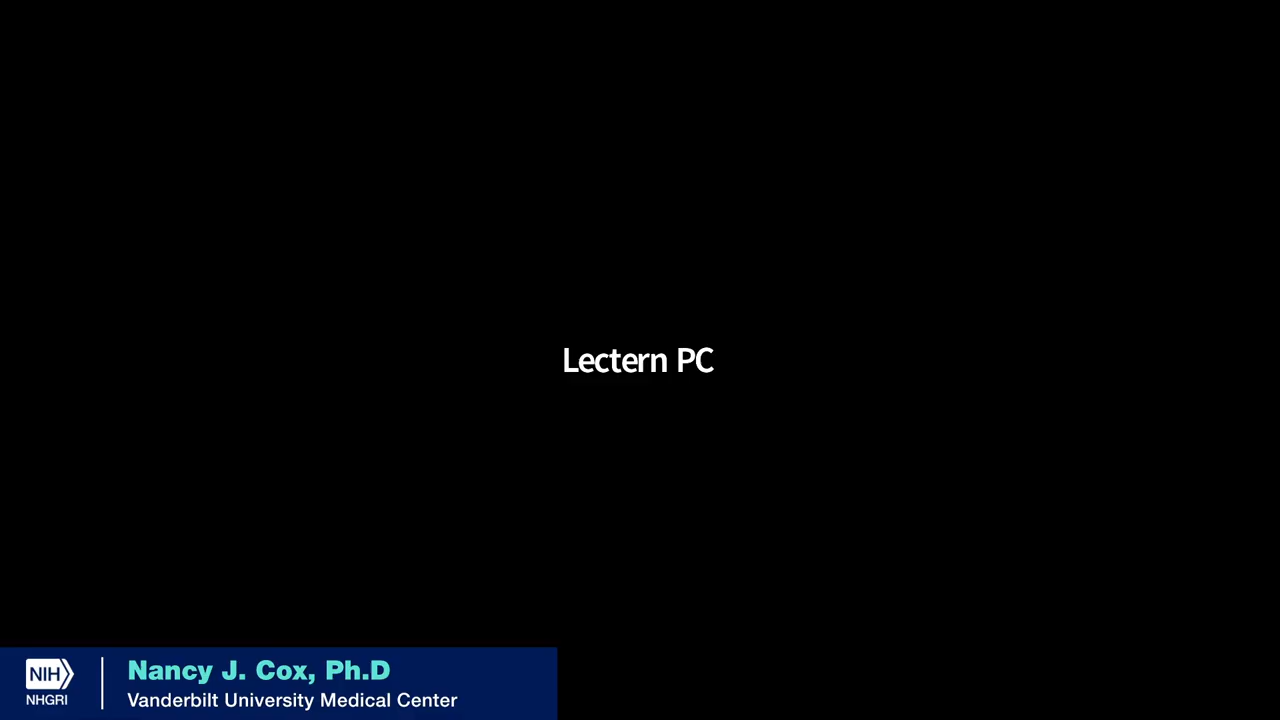 Lectern PC
NIH
NHGRI
Nancy J. Cox, Ph.D
Vanderbilt University Medical Center